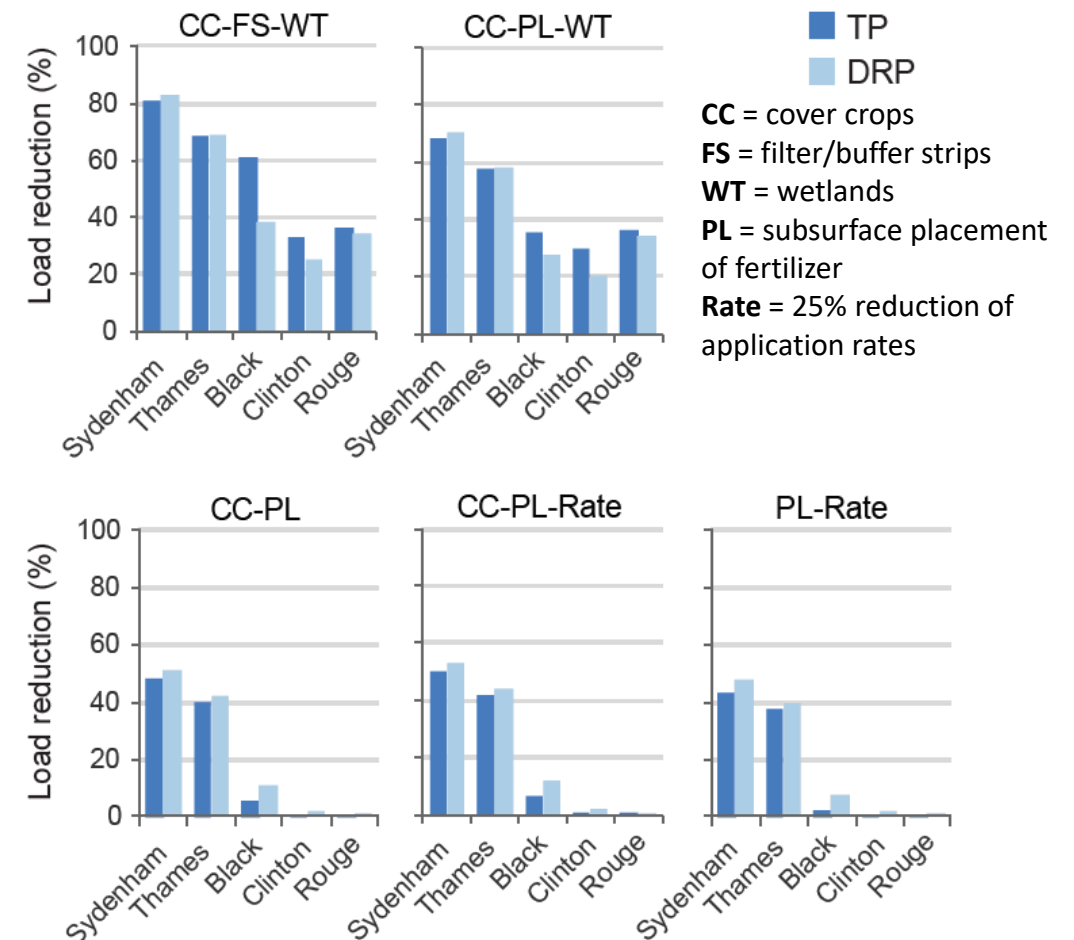 CC-FS-WT
CC-PL-WT
TP
DRP
CC = cover crops
FS = filter/buffer strips
WT = wetlands
PL = subsurface placement
of fertilizer
Rate = 25% reduction of
application rates
Load reduction (%)
100
80
60
40
20
0
Sydenham
Thames
Black
Clinton
Rouge
Sydenham
Thames
Black
Clinton
Rouge
CC-PL
CC-PL-Rate
PL-Rate
Load reduction (%)
100
80
60
40
20
0
Sydenham
Thames
Black
Clinton
Rouge
Sydenham
Thames
Black
Clinton
Rouge
Sydenham
Thames
Black
Clinton
Rouge